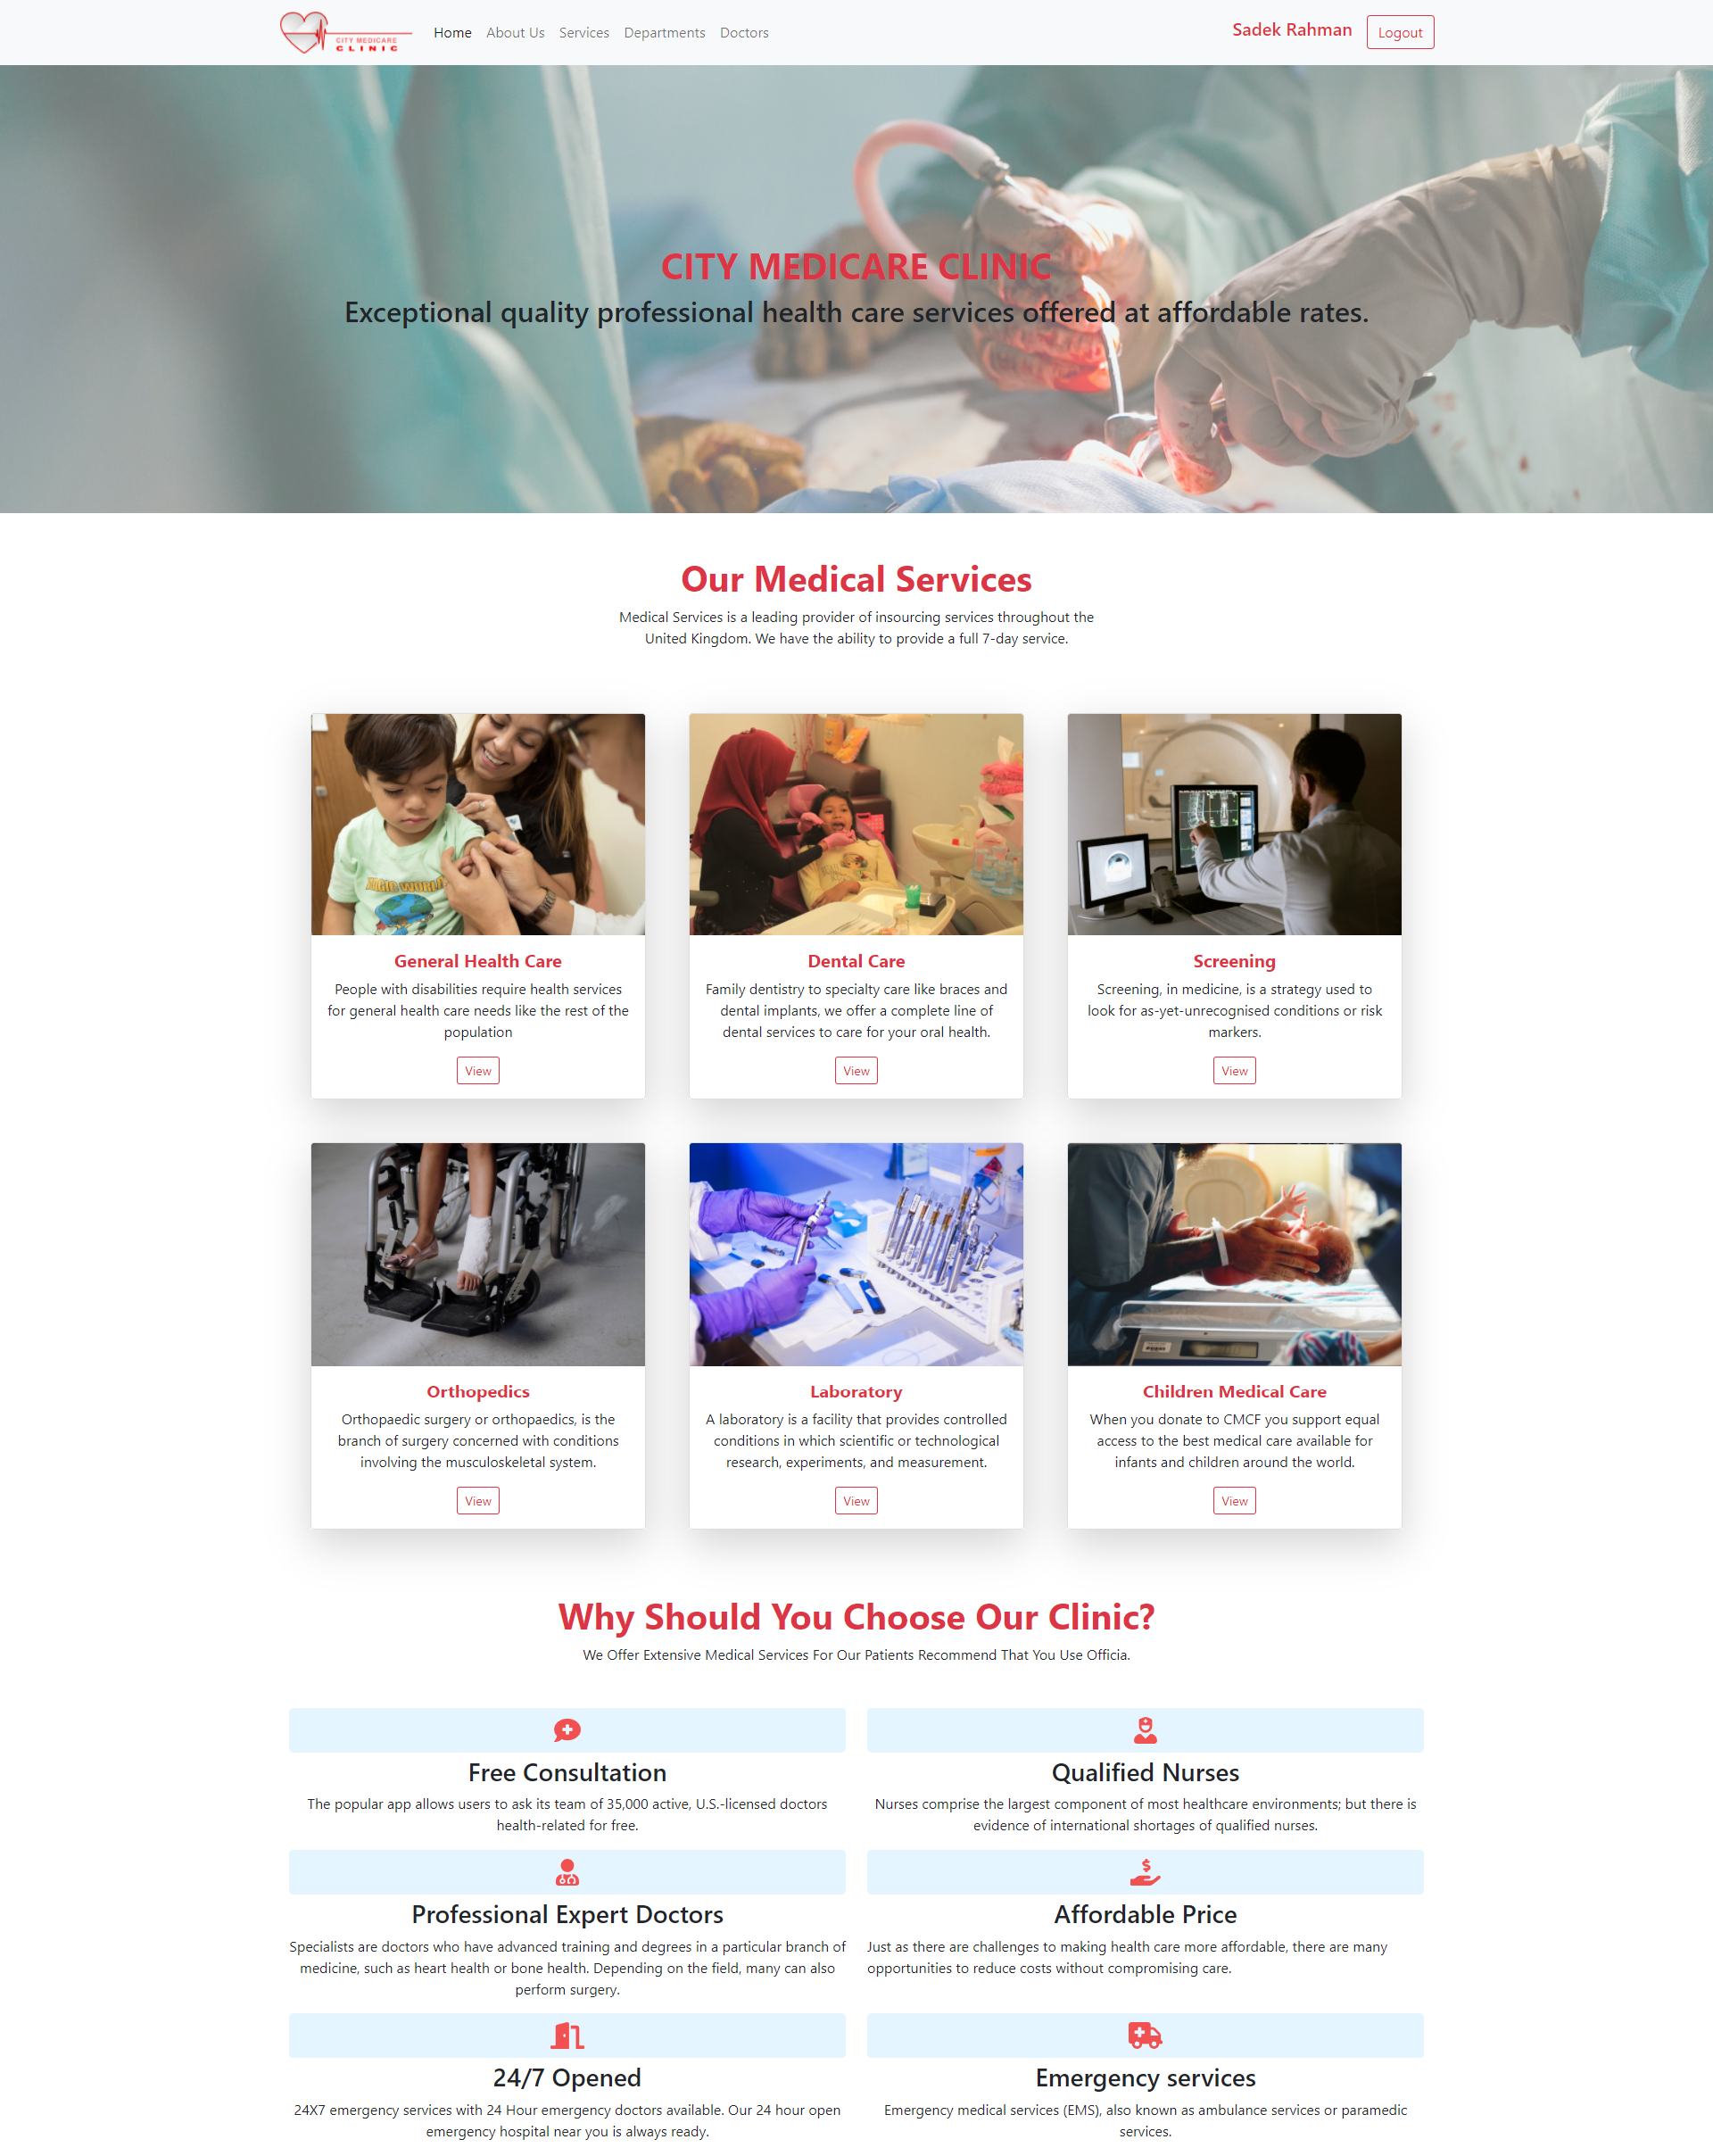 CITY MEDICARE
CLINIC
Home About Us Services Departments Doctors
Sadek Rahman Logout
CITY MEDICARE CLINIC
Exceptional quality professional health care services offered at affordable rates.
Our Medical Services
Medical Services is a leading provider of insourcing services throughout the
United Kingdom. We have the ability to provide a full 7-day service.
General Health Care
People with disabilities require health services
for general health care needs like the rest of the
population
View
Dental Care
Family dentistry to specialty care like braces and
dental implants, we offer a complete line of
dental services to care for your oral health.
View
Screening
Screening, in medicine, is a strategy used to
look for as-yet-unrecognised conditions or risk
markers.
View
Orthopedics
Orthopaedic surgery or orthopaedics, is the
branch of surgery concerned with conditions
involving the musculoskeletal system.
View
Laboratory
A laboratory is a facility that provides controlled
conditions in which scientific or technological
research, experiments, and measurement.
View
Children Medical Care
When you donate to CMCF you support equal
access to the best medical care available for
infants and children around the world.
View
Why Should You Choose Our Clinic?
We Offer Extensive Medical Services For Our Patients Recommend That You Use Officia.
Free Consultation
The popular app allows users to ask its team of 35,000 active, U.S.-licensed doctors
health-related for free.
Qualified Nurses
Nurses comprise the largest component of most healthcare environments; but there is
evidence of international shortages of qualified nurses.
Professional Expert Doctors
Specialists are doctors who have advanced training and degrees in a particular branch of
medicine, such as heart health or bone health. Depending on the field, many can also
perform surgery.
Affordable Price
Just as there are challenges to making health care more affordable, there are many
opportunities to reduce costs without compromising care.
24/7 Opened
24X7 emergency services with 24 Hour emergency doctors available. Our 24 hour open
emergency hospital near you is always ready.
Emergency services
Emergency medical services (EMS), also known as ambulance services or paramedic
services.